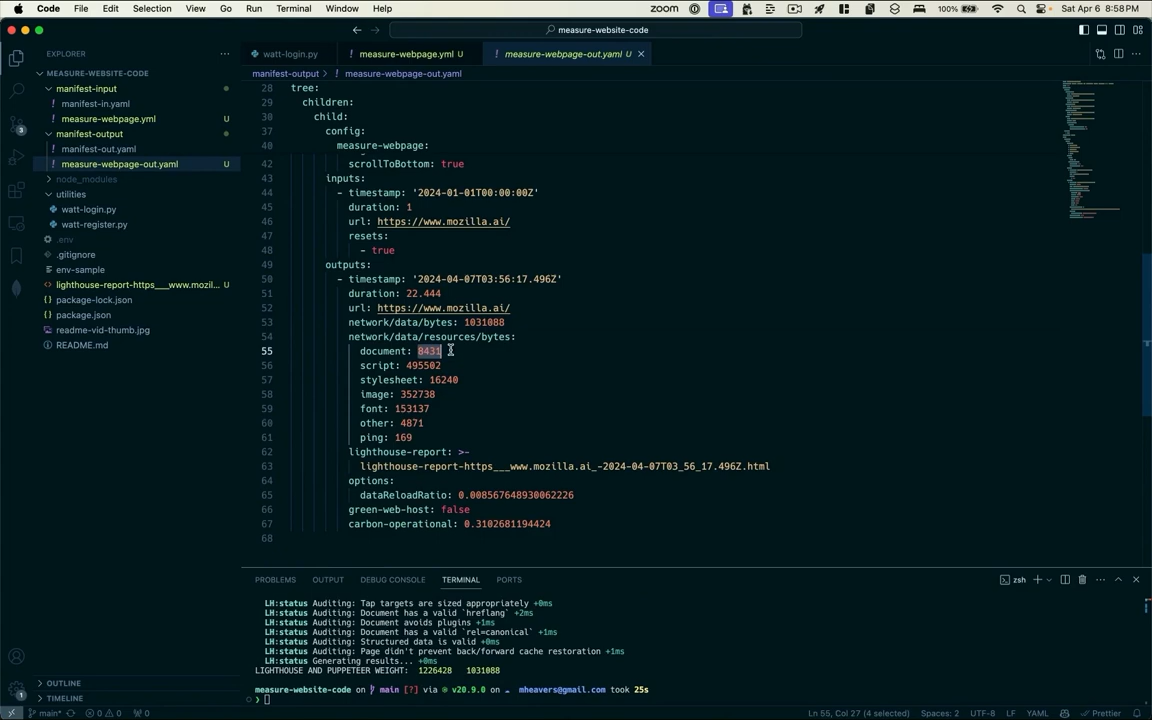 Code File Edit Selection View Go Run Terminal Window Help zoom 100% Sat Apr 6 8:58 PM
measure-website-code
EXPLORER
watt-login.py
measure-webpage.yml U
measure-webpage-out.yaml U
MEASURE-WEBSITE-CODE
manifest-input
manifest-in.yaml
measure-webpage.yml U
manifest-output
manifest-out.yaml
measure-webpage-out.yaml U
node_modules
utilities
watt-login.py
watt-register.py
.env
.gitignore
env-sample
lighthouse-report-https___www.mozil... U
package-lock.json
package.json
readme-vid-thumb.jpg
README.md
OUTLINE
TIMELINE
3
manifest-output > measure-webpage-out.yaml
28 tree:
29 children:
30 child:
37 config:
40 measure-webpage:
42 scrollToBottom: true
43 inputs:
44 - timestamp: '2024-01-01T00:00:00Z'
45 duration: 1
46 url: https://www.mozilla.ai/
47 resets:
48 - true
49 outputs:
50 - timestamp: '2024-04-07T03:56:17.496Z'
51 duration: 22.444
52 url: https://www.mozilla.ai/
53 network/data/bytes: 1031088
54 network/data/resources/bytes:
55 document: 8431
56 script: 495502
57 stylesheet: 16240
58 image: 352738
59 font: 153137
60 other: 4871
61 ping: 169
62 lighthouse-report: >-
63 lighthouse-report-https___www.mozilla.ai_-2024-04-07T03_56_17.496Z.html
64 options:
65 dataReloadRatio: 0.008567648930062226
66 green-web-host: false
67 carbon-operational: 0.3102681194424
68
PROBLEMS OUTPUT DEBUG CONSOLE TERMINAL PORTS zsh
LH:status Auditing: Tap targets are sized appropriately +0ms
LH:status Auditing: Document has a valid `hreflang` +2ms
LH:status Auditing: Document avoids plugins +1ms
LH:status Auditing: Document has a valid `rel=canonical` +1ms
LH:status Auditing: Structured data is valid +0ms
LH:status Auditing: Page didn't prevent back/forward cache restoration +1ms
LH:status Generating results... +0ms
LIGHTHOUSE AND PUPPETEER WEIGHT: 1226428 1031088
measure-website-code on main [?] via v20.9.0 on mheavers@gmail.com took 25s
main* 0 0 0 Ln 55, Col 27 (4 selected) Spaces: 2 UTF-8 LF YAML Prettier